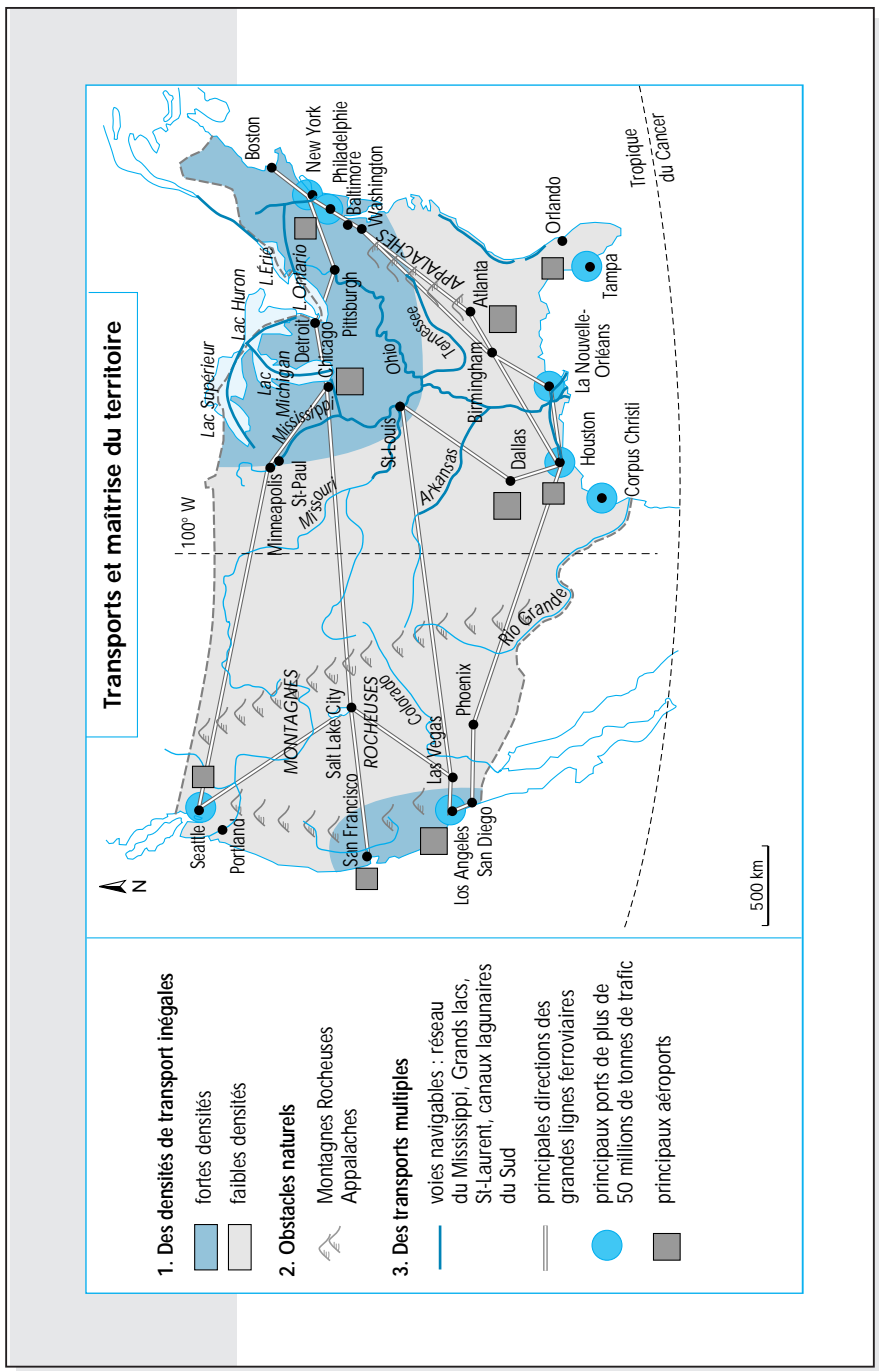 Transports et maîtrise du territoire
N
Seattle
Portland
San Francisco
Los Angeles
San Diego
Las Vegas
Phoenix
Salt Lake City
MONTAGNES
ROCHEUSES
Colorado
Rio Grande
100° W
Minneapolis
St-Paul
Missouri
Mississippi
Arkansas
St Louis
Ohio
Tennessee
Lac Supérieur
Lac
Michigan
Lac Huron
L.Érié
L.Ontario
Detroit
Chicago
Pittsburgh
Boston
New York
Philadelphie
Baltimore
Washington
APPALACHES
Atlanta
Birmingham
Dallas
Houston
Corpus Christi
La Nouvelle-
Orléans
Orlando
Tampa
Tropique
du Cancer
500 km
1. Des densités de transport inégales
fortes densités
faibles densités
2. Obstacles naturels
Montagnes Rocheuses
Appalaches
3. Des transports multiples
voies navigables : réseau
du Mississippi, Grands lacs,
St-Laurent, canaux lagunaires
du Sud
principales directions des
grandes lignes ferroviaires
principaux ports de plus de
50 millions de tonnes de trafic
principaux aéroports